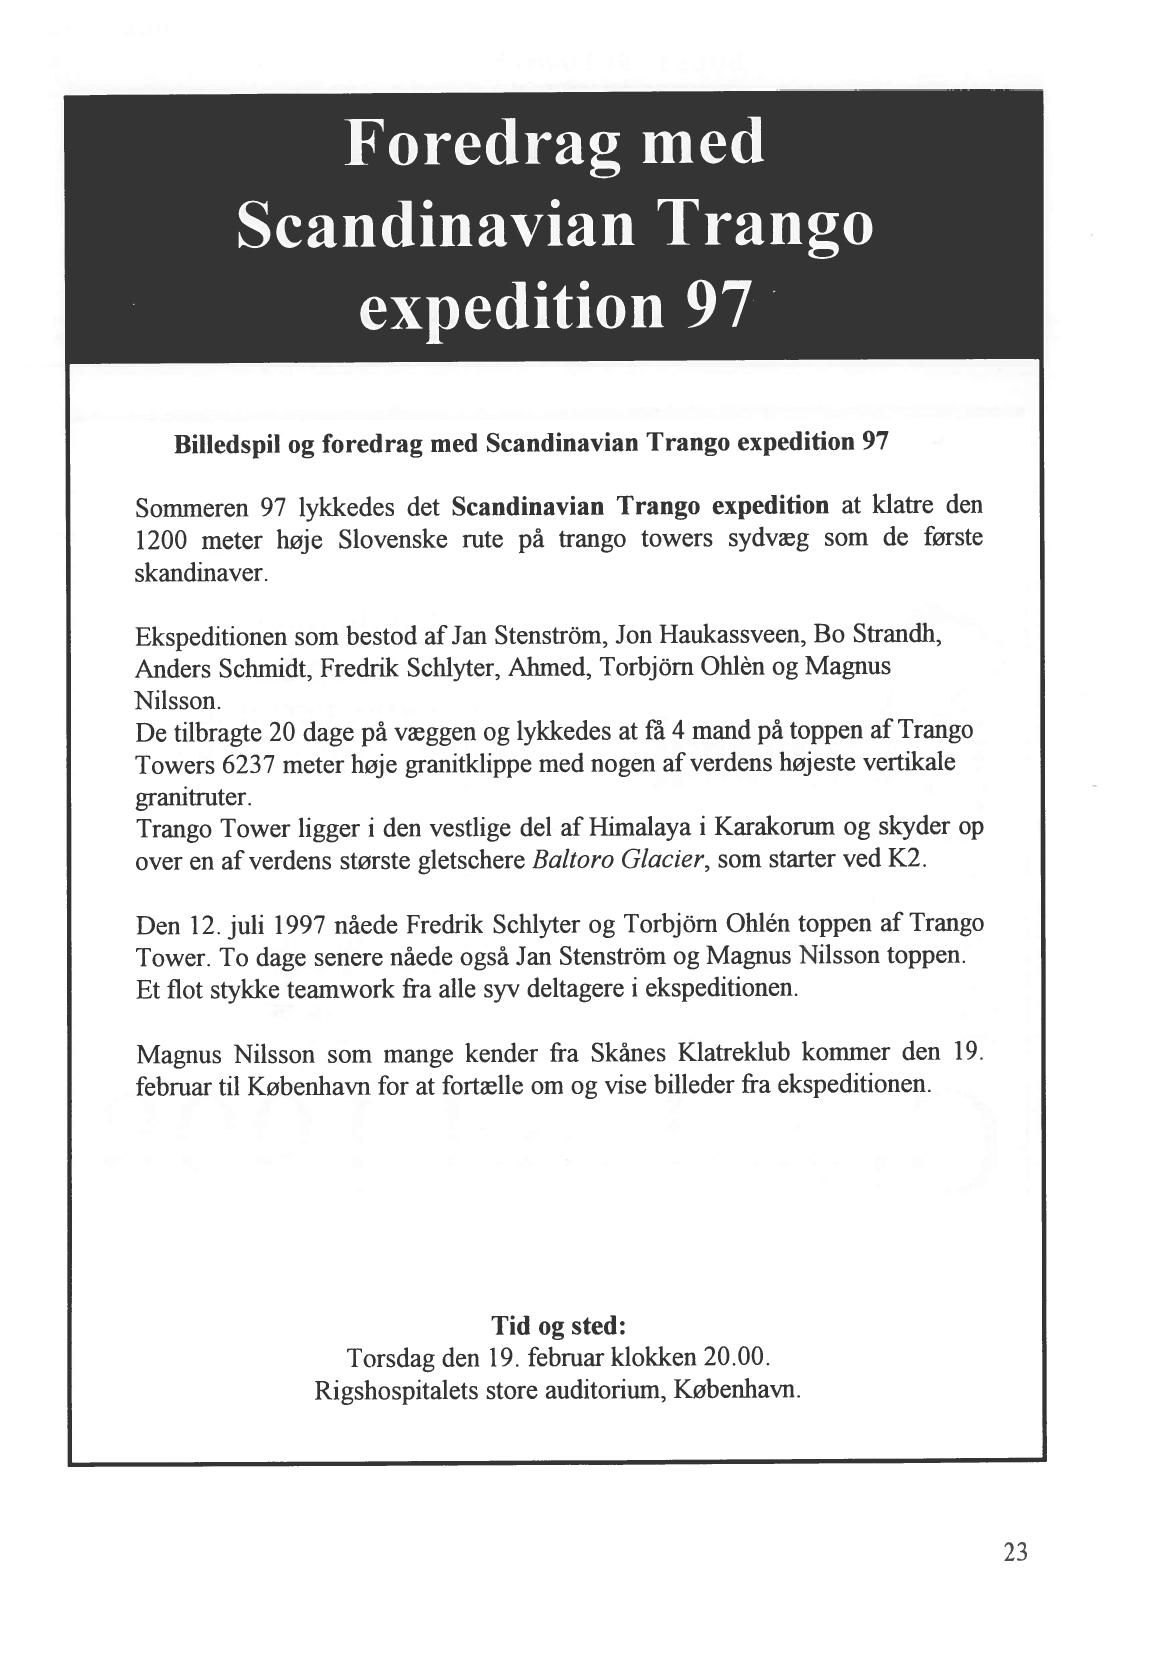 Foredrag med
Scandinavian Trango
expedition 97
Billedspil og foredrag med Scandinavian Trango expedition 97
Sommeren 97 lykkedes det Scandinavian Trango expedition at klatre den
1200 meter høje Slovenske rute på trango towers sydvæg som de første
skandinaver.
Ekspeditionen som bestod af Jan Stenström, Jon Haukassveen, Bo Strandh,
Anders Schmidt, Fredrik Schlyter, Ahmed, Torbjörn Ohlèn og Magnus
Nilsson.
De tilbragte 20 dage på væggen og lykkedes at få 4 mand på toppen af Trango
Towers 6237 meter høje granitklippe med nogen af verdens højeste vertikale
granitruter.
Trango Tower ligger i den vestlige del af Himalaya i Karakorum og skyder op
over en af verdens største gletschere Baltoro Glacier, som starter ved K2.
Den 12. juli 1997 nåede Fredrik Schlyter og Torbjörn Ohlén toppen af Trango
Tower. To dage senere nåede også Jan Stenström og Magnus Nilsson toppen.
Et flot stykke teamwork fra alle syv deltagere i ekspeditionen.
Magnus Nilsson som mange kender fra Skånes Klatreklub kommer den 19.
februar til København for at fortælle om og vise billeder fra ekspeditionen.
Tid og sted:
Torsdag den 19. februar klokken 20.00.
Rigshospitalets store auditorium, København.
23